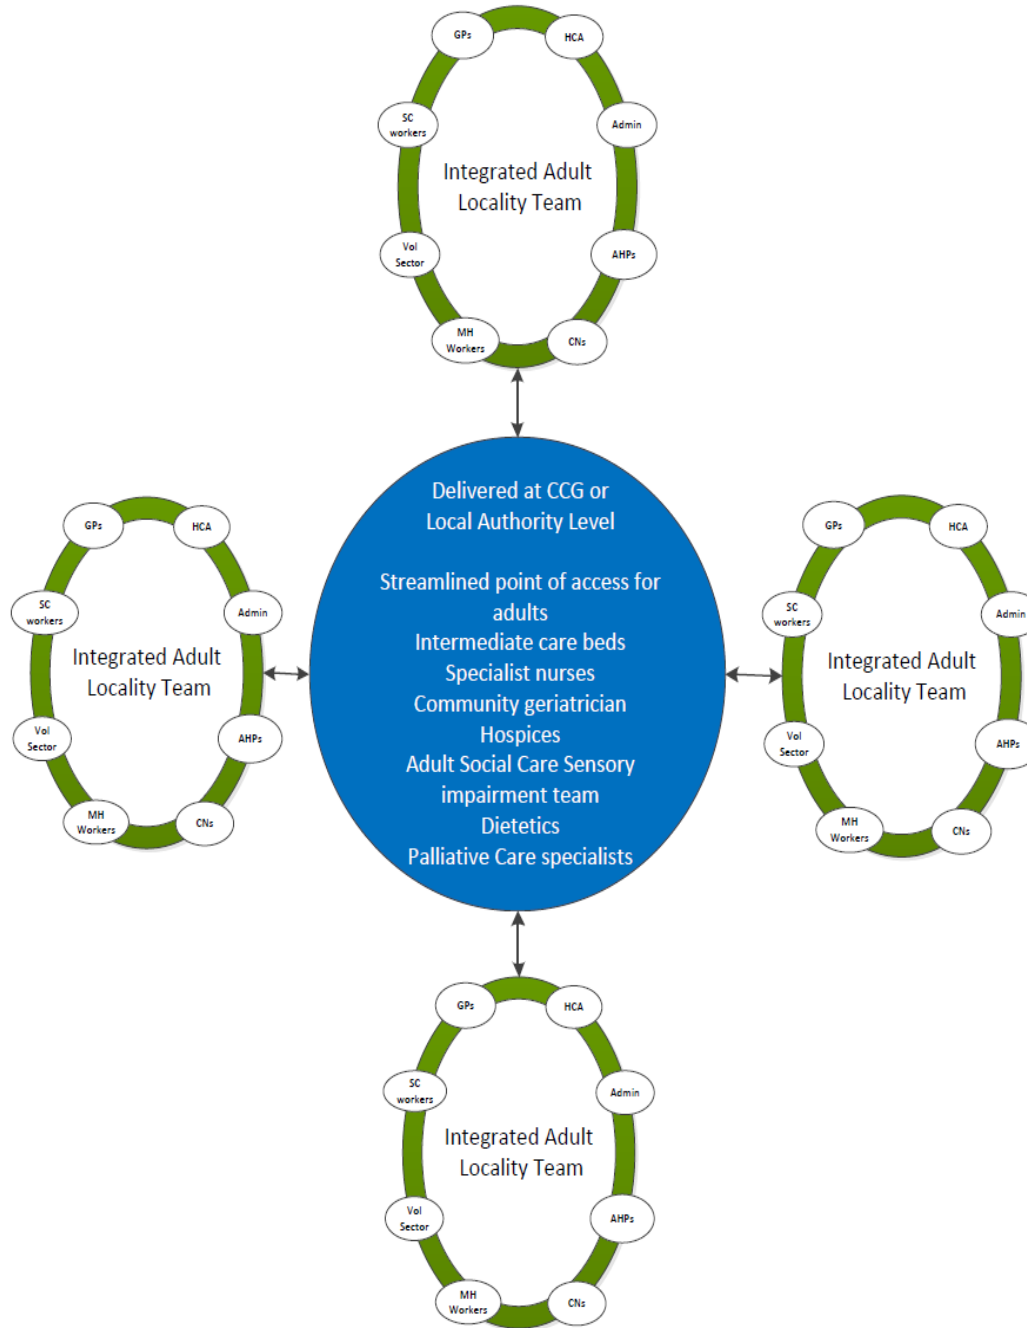 GPs
HCA
SC
workers
Admin
Integrated Adult
Locality Team
Vol
Sector
AHPs
MH
Workers
CNs
Delivered at CCG or
Local Authority Level
Streamlined point of access for
adults
Intermediate care beds
Specialist nurses
Community geriatrician
Hospices
Adult Social Care Sensory
impairment team
Dietetics
Palliative Care specialists
GPs
HCA
SC
workers
Admin
Integrated Adult
Locality Team
Vol
Sector
AHPs
MH
Workers
CNs
GPs
HCA
SC
workers
Admin
Integrated Adult
Locality Team
Vol
Sector
AHPs
MH
Workers
CNs
GPs
HCA
SC
workers
Admin
Integrated Adult
Locality Team
Vol
Sector
AHPs
MH
Workers
CNs